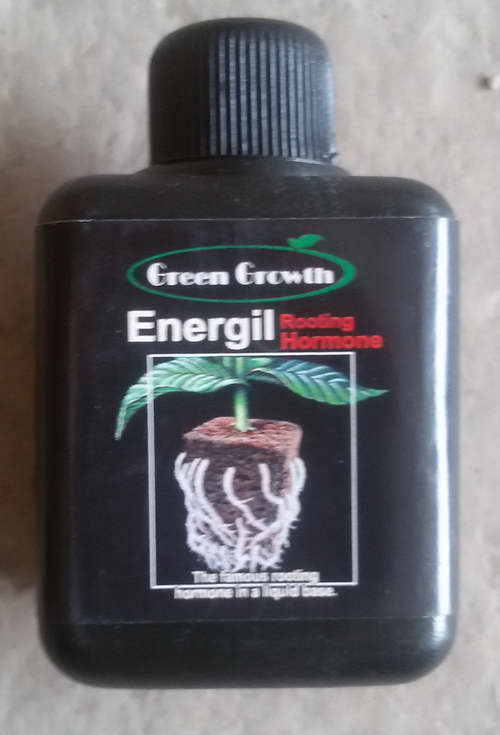 Green Growth
Energil Rooting
Hormone
The famous rooting
hormone in a liquid base.